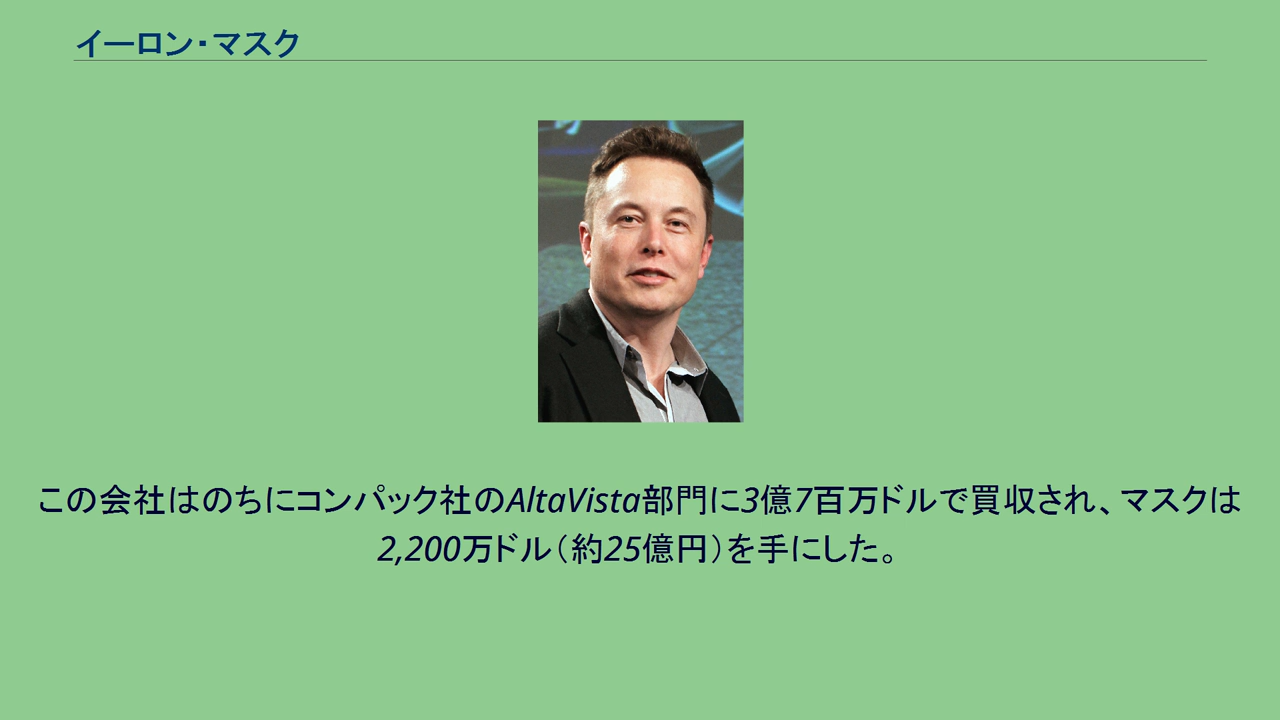 イーロン・マスク
この会社はのちにコンパック社のAltaVista部門に3億7百万ドルで買収され、マスクは
2,200万ドル（約25億円）を手にした。